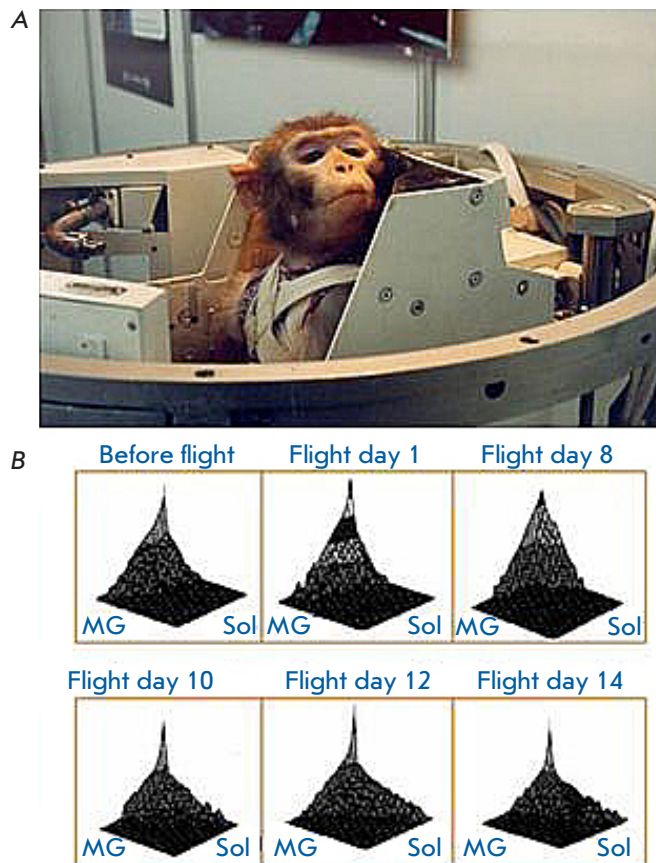 A
B
Before flight
Flight day 1
Flight day 8
MG
Sol
MG
Sol
MG
Sol
Flight day 10
Flight day 12
Flight day 14
MG
Sol
MG
Sol
MG
Sol